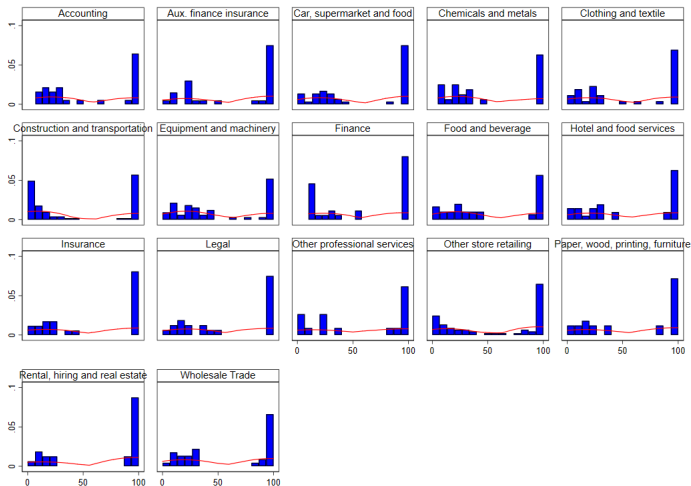 Accounting
Aux. finance insurance
Car, supermarket and food
Chemicals and metals
Clothing and textile
0 .05 .1
Construction and transportation
Equipment and machinery
Finance
Food and beverage
Hotel and food services
0 .05 .1
Insurance
Legal
Other professional services
Other store retailing
Paper, wood, printing, furniture
0 .05 .1
0 50 100
0 50 100
0 50 100
Rental, hiring and real estate
Wholesale Trade
0 .05 .1
0 50 100
0 50 100